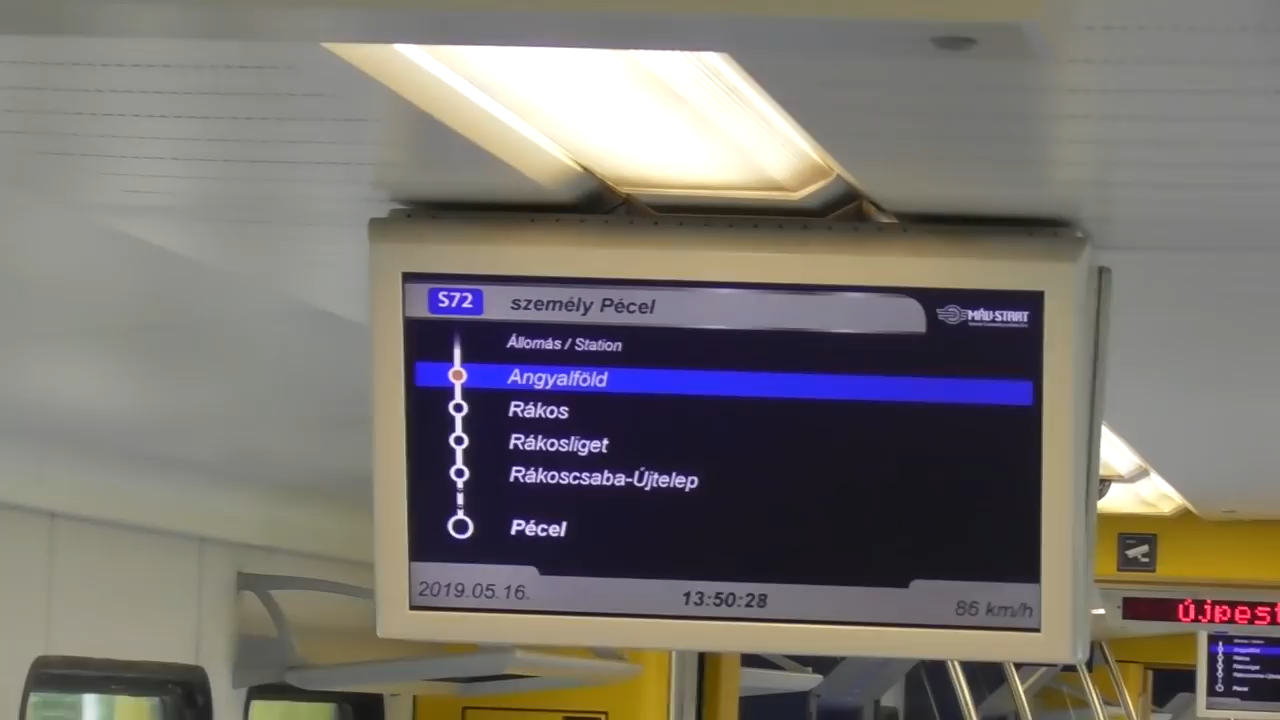 S72 személy Pécel
MÁV-START
Állomás / Station
Angyalföld
Rákos
Rákosliget
Rákoscsaba-Újtelep
Pécel
2019.05.16. 13:50:28 86 km/h
Újpest